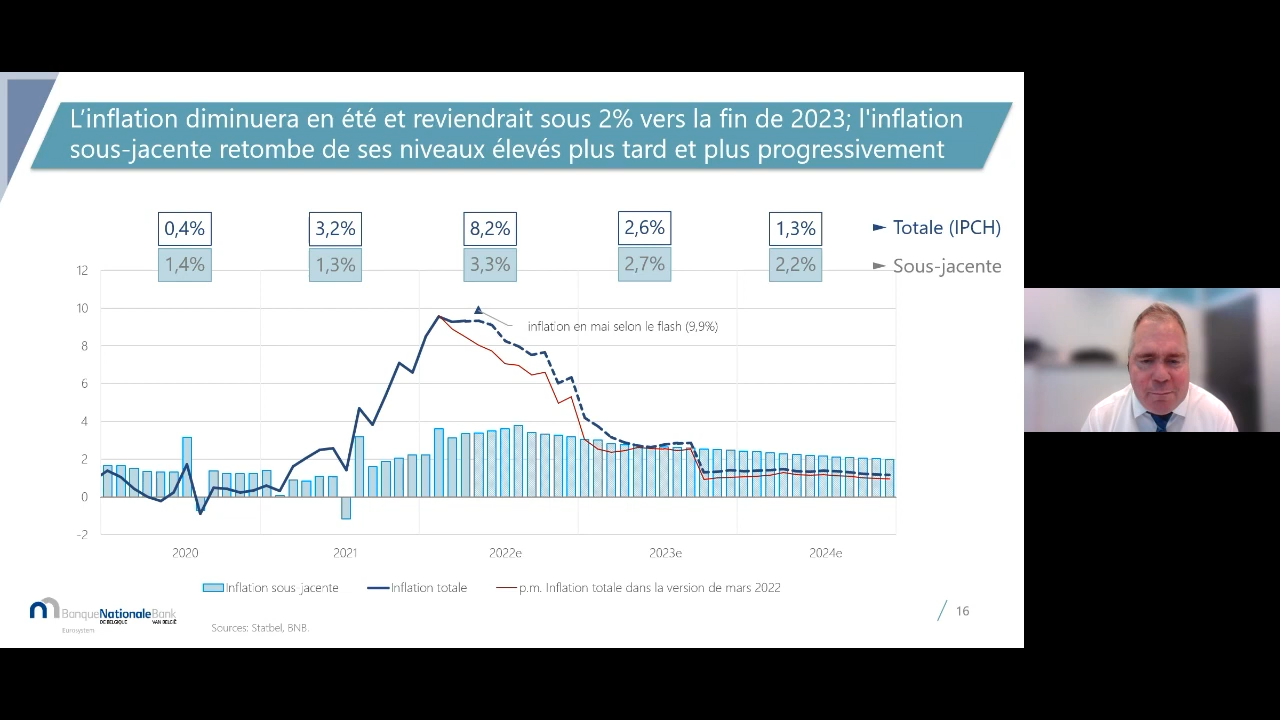 L'inflation diminuera en été et reviendrait sous 2% vers la fin de 2023; l'inflation
sous-jacente retombe de ses niveaux élevés plus tard et plus progressivement
0,4% 3,2% 8,2% 2,6% 1,3% ► Totale (IPCH)
1,4% 1,3% 3,3% 2,7% 2,2% ► Sous-jacente
12
10
inflation en mai selon le flash (9,9%)
8
6
4
2
0
-2
2020 2021 2022e 2023e 2024e
Inflation sous-jacente Inflation totale p.m. Inflation totale dans la version de mars 2022
BanqueNationaleBank
DE BELGIQUE VAN BELGIË
Eurosystem
Sources: Statbel, BNB.
16